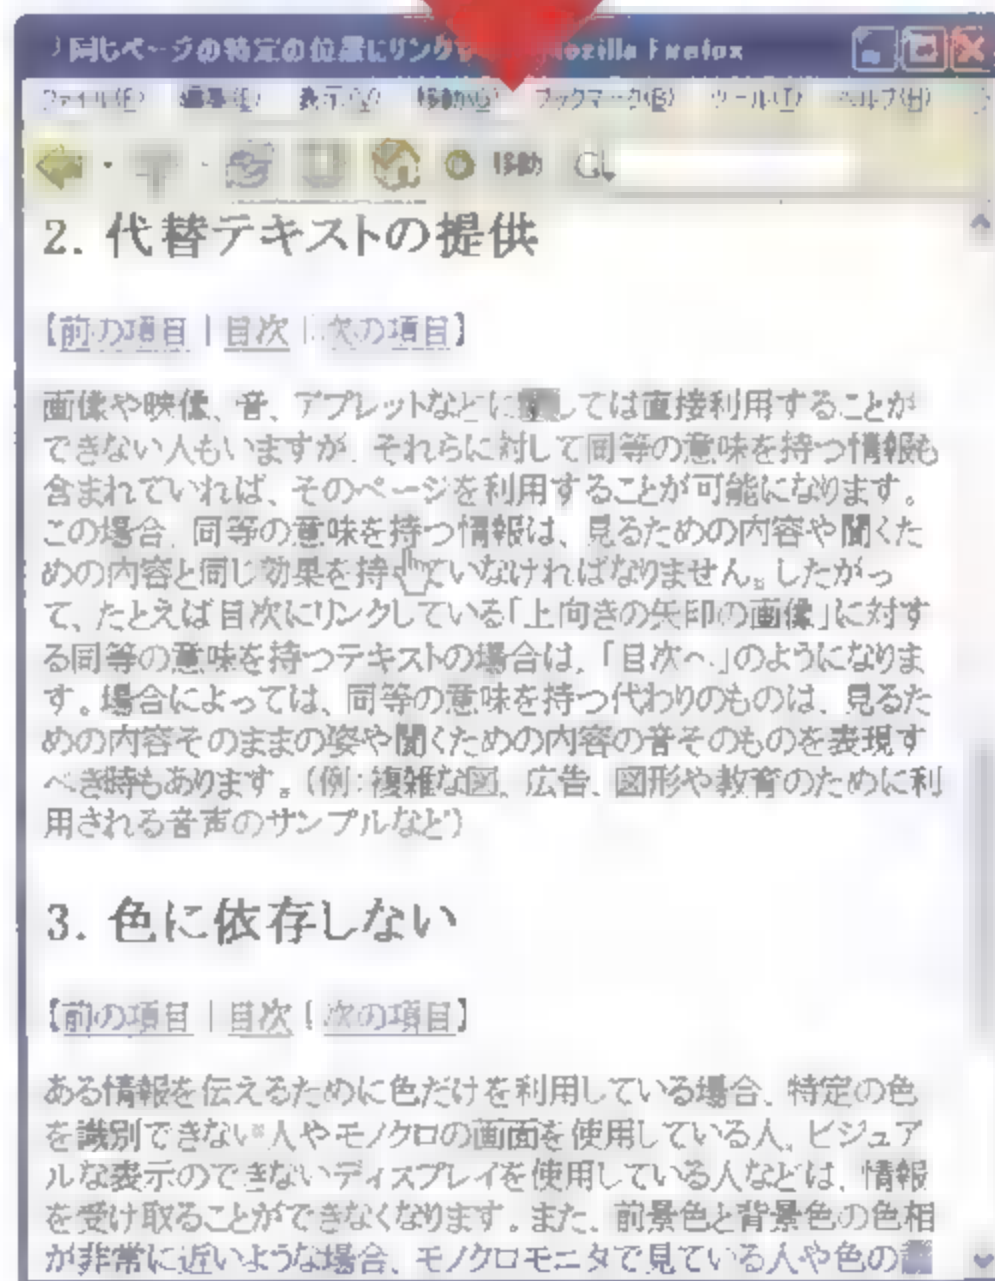 同じページの特定の位置にリンク Mozilla Firefox
ファイル(F) 編集(E) 表示(V) 移動(G) ブックマーク(B) ツール(T) ヘルプ(H)
移動
2. 代替テキストの提供
【前の項目 | 目次 | 次の項目】
画像や映像、音、アプレットなどに しては直接利用することが
できない人もいますが、それらに対して同等の意味を持つ情報も
含まれていれば、そのページを利用することが可能になります。
この場合、同等の意味を持つ情報は、見るための内容や聞くた
めの内容と同じ効果を持っていなければなりません。したがっ
て、たとえば目次にリンクしている「上向きの矢印の画像」に対す
る同等の意味を持つテキストの場合は、「目次へ」のようになりま
す。場合によっては、同等の意味を持つ代わりのものは、見るた
めの内容そのままの姿や聞くための内容の音そのものを表現す
べき時もあります。(例:複雑な図、広告、図形や教育のために利
用される音声のサンプルなど)
3. 色に依存しない
【前の項目 | 目次 | 次の項目】
ある情報を伝えるために色だけを利用している場合、特定の色
を識別できない人やモノクロの画面を使用している人、ビジュア
ルな表示のできないディスプレイを使用している人などは、情報
を受け取ることができなくなります。また、前景色と背景色の色相
が非常に近いような場合、モノクロモニタで見ている人や色の